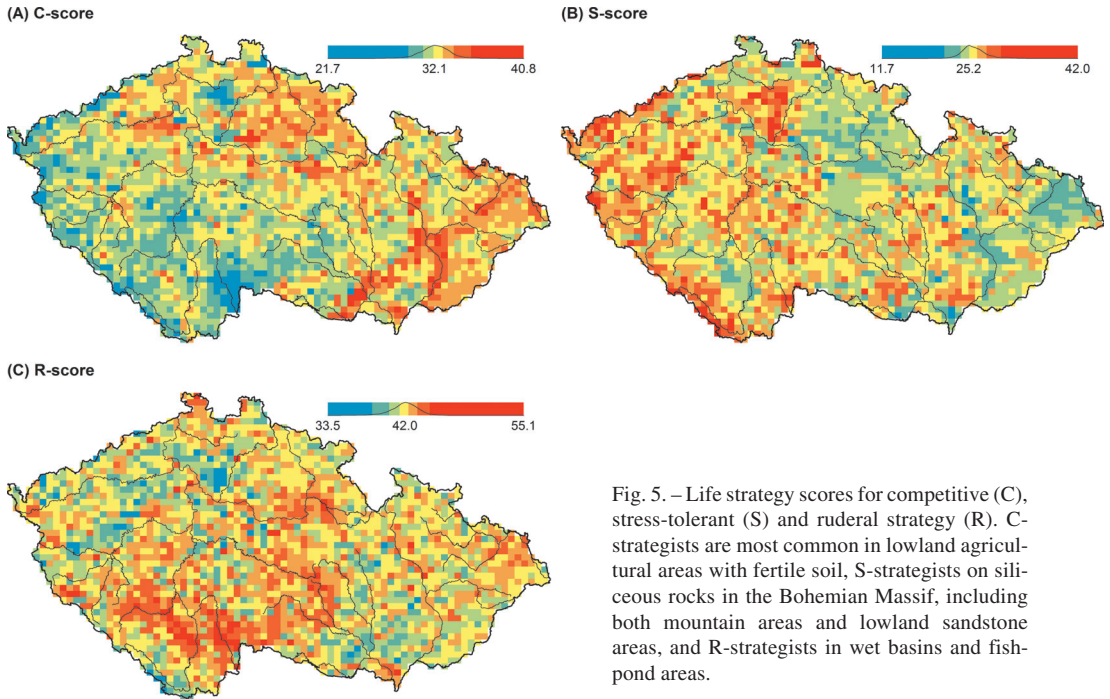 (A) C-score
21.7 32.1 40.8
(B) S-score
11.7 25.2 42.0
(C) R-score
33.5 42.0 55.1
Fig. 5. – Life strategy scores for competitive (C),
stress-tolerant (S) and ruderal strategy (R). C-
strategists are most common in lowland agricul-
tural areas with fertile soil, S-strategists on sili-
ceous rocks in the Bohemian Massif, including
both mountain areas and lowland sandstone
areas, and R-strategists in wet basins and fish-
pond areas.